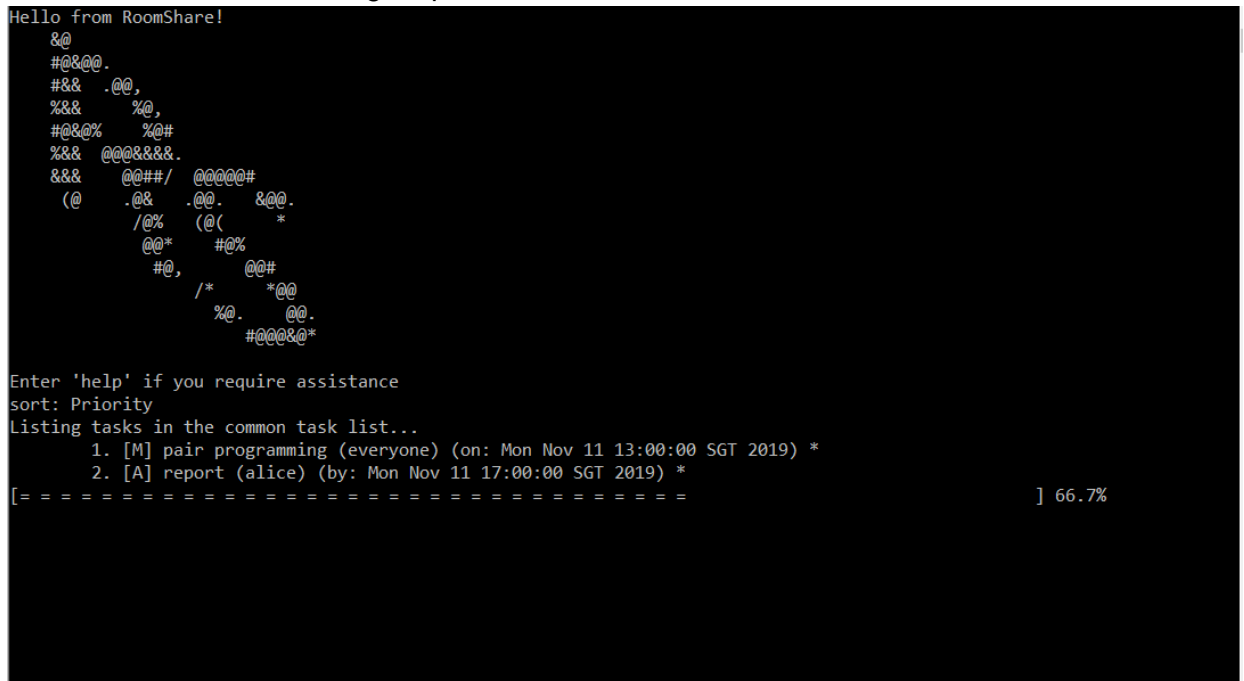 Hello from RoomShare!
    &@
    #@&@@.
    #&&  .@@,
    %&&     %@,
    #@&@%    %@#
    %&&  @@@&&&&.
    &&&    @@##/  @@@@@#
     (@    .@&   .@@.   &@@.
            /@%   (@(     *
             @@*    #@%
              #@,      @@#
                  /*     *@@
                    %@.    @@.
                       #@@@&@*
Enter 'help' if you require assistance
sort: Priority
Listing tasks in the common task list...
        1. [M] pair programming (everyone) (on: Mon Nov 11 13:00:00 SGT 2019) *
        2. [A] report (alice) (by: Mon Nov 11 17:00:00 SGT 2019) *
[= = = = = = = = = = = = = = = = = = = = = = = = = = = = = = = = =                                  ] 66.7%